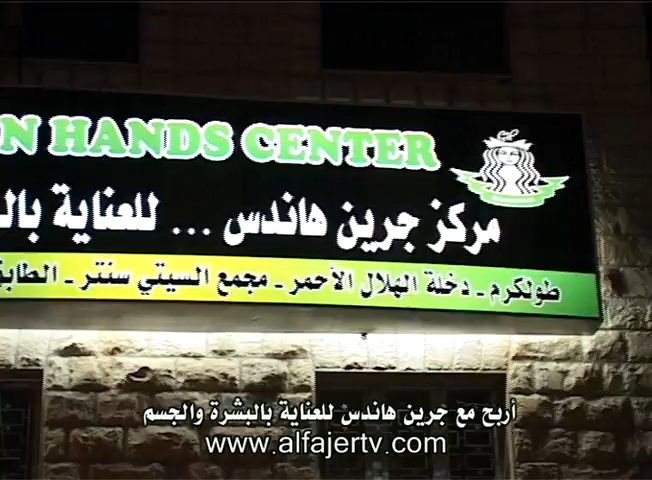 N HANDS CENTER
مركز جرين هاندس ... للعناية بال
طولكرم - دخلة الهلال الأحمر - مجمع السيتي سنتر - الطابق
أربح مع جرين هاندس للعناية بالبشرة والجسم
www.alfajertv.com